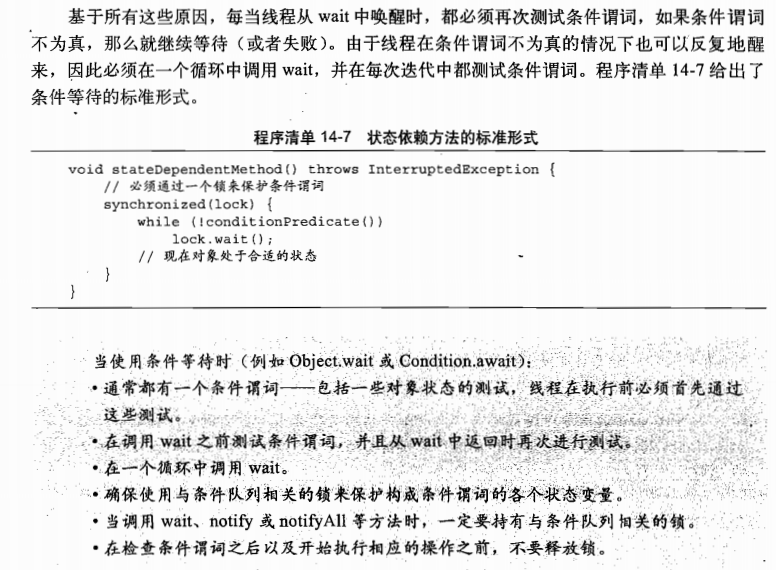 基于所有这些原因，每当线程从 wait 中唤醒时，都必须再次测试条件谓词，如果条件谓词
不为真，那么就继续等待（或者失败）。由于线程在条件谓词不为真的情况下也可以反复地醒
来，因此必须在一个循环中调用 wait，并在每次迭代中都测试条件谓词。程序清单 14-7 给出了
条件等待的标准形式。
程序清单 14-7 状态依赖方法的标准形式
void stateDependentMethod() throws InterruptedException {
// 必须通过一个锁来保护条件谓词
synchronized(lock) {
while (!conditionPredicate())
lock.wait();
// 现在对象处于合适的状态
}
}
当使用条件等待时（例如 Object.wait 或 Condition.await）：
• 通常都有一个条件谓词——包括一些对象状态的测试，线程在执行前必须首先通过
这些测试。
• 在调用 wait 之前测试条件谓词，并且从 wait 中返回时再次进行测试。
• 在一个循环中调用 wait。
• 确保使用与条件队列相关的锁来保护构成条件谓词的各个状态变量。
• 当调用 wait、notify 或 notifyAll 等方法时，一定要持有与条件队列相关的锁。
• 在检查条件谓词之后以及开始执行相应的操作之前，不要释放锁。